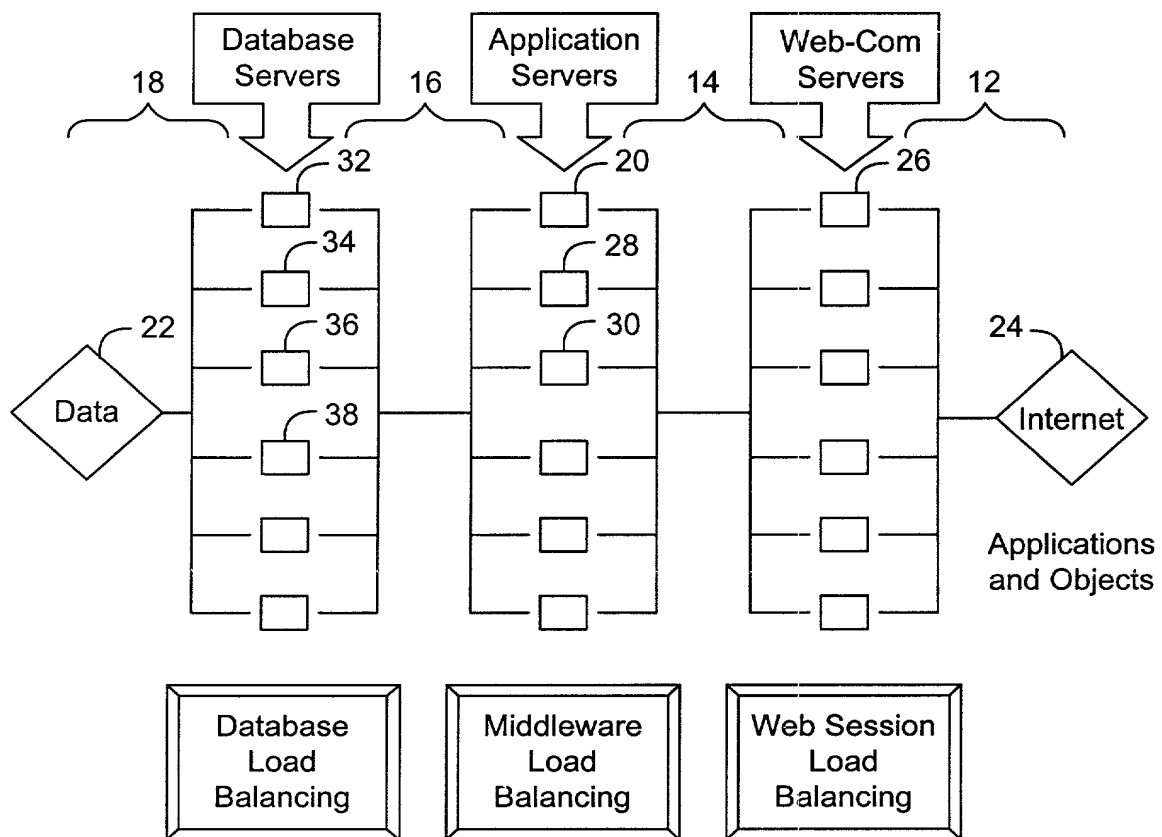 Database
Servers
Application
Servers
Web-Com
Servers
18
16
14
12
32
20
26
34
28
22
36
30
24
Data
38
Internet
Applications
and Objects
Database
Load
Balancing
Middleware
Load
Balancing
Web Session
Load
Balancing